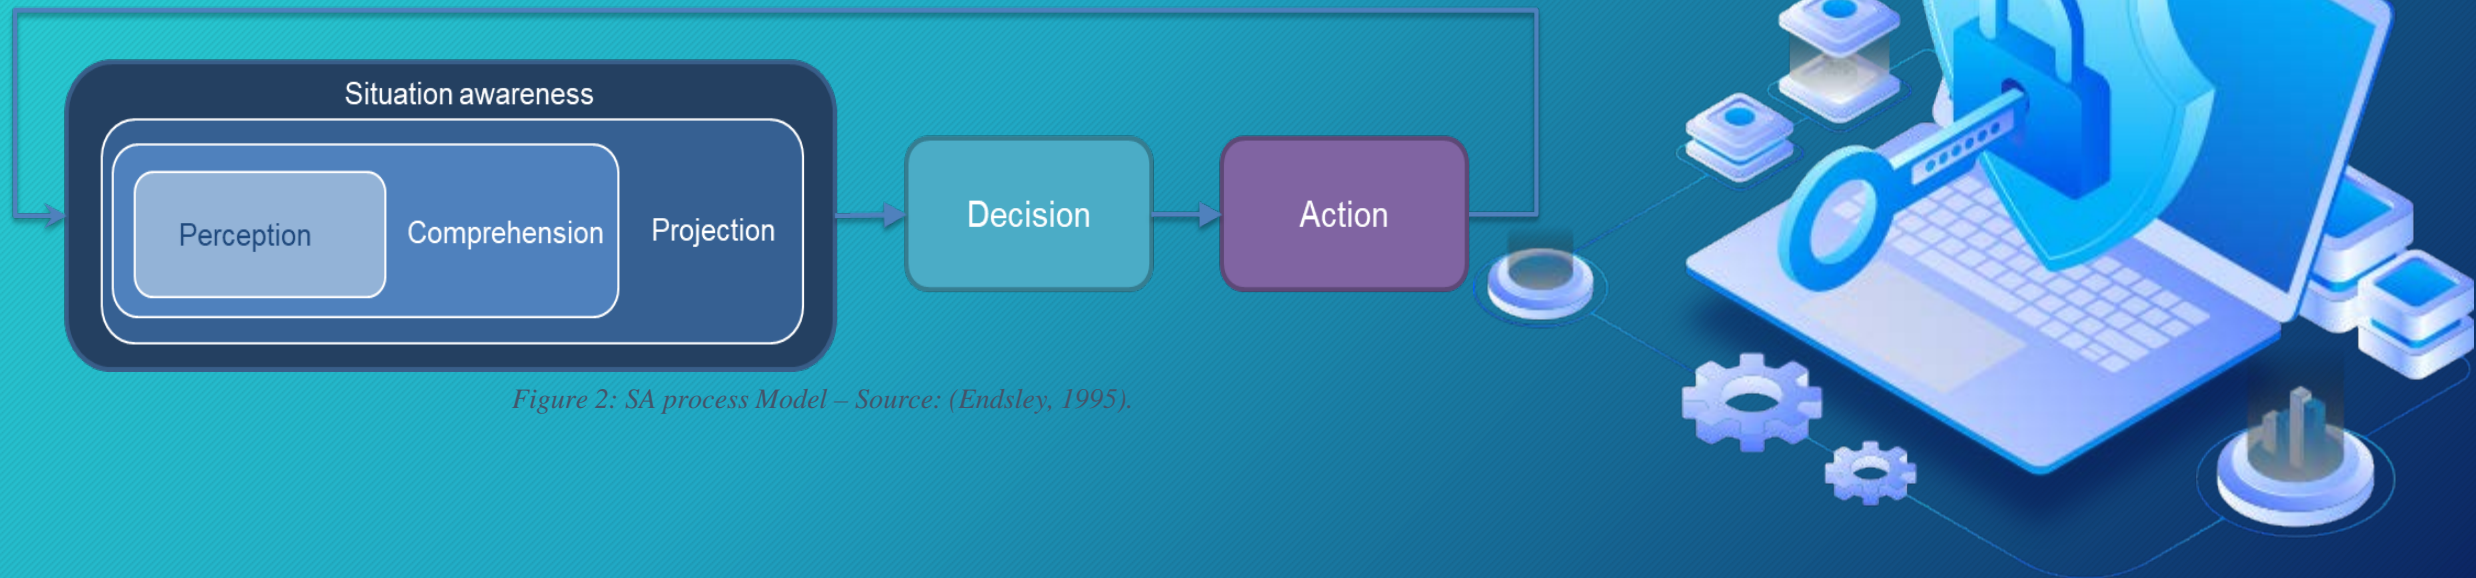 Situation awareness
Perception
Comprehension
Projection
Decision
Action
Figure 2: SA process Model – Source: (Endsley, 1995).